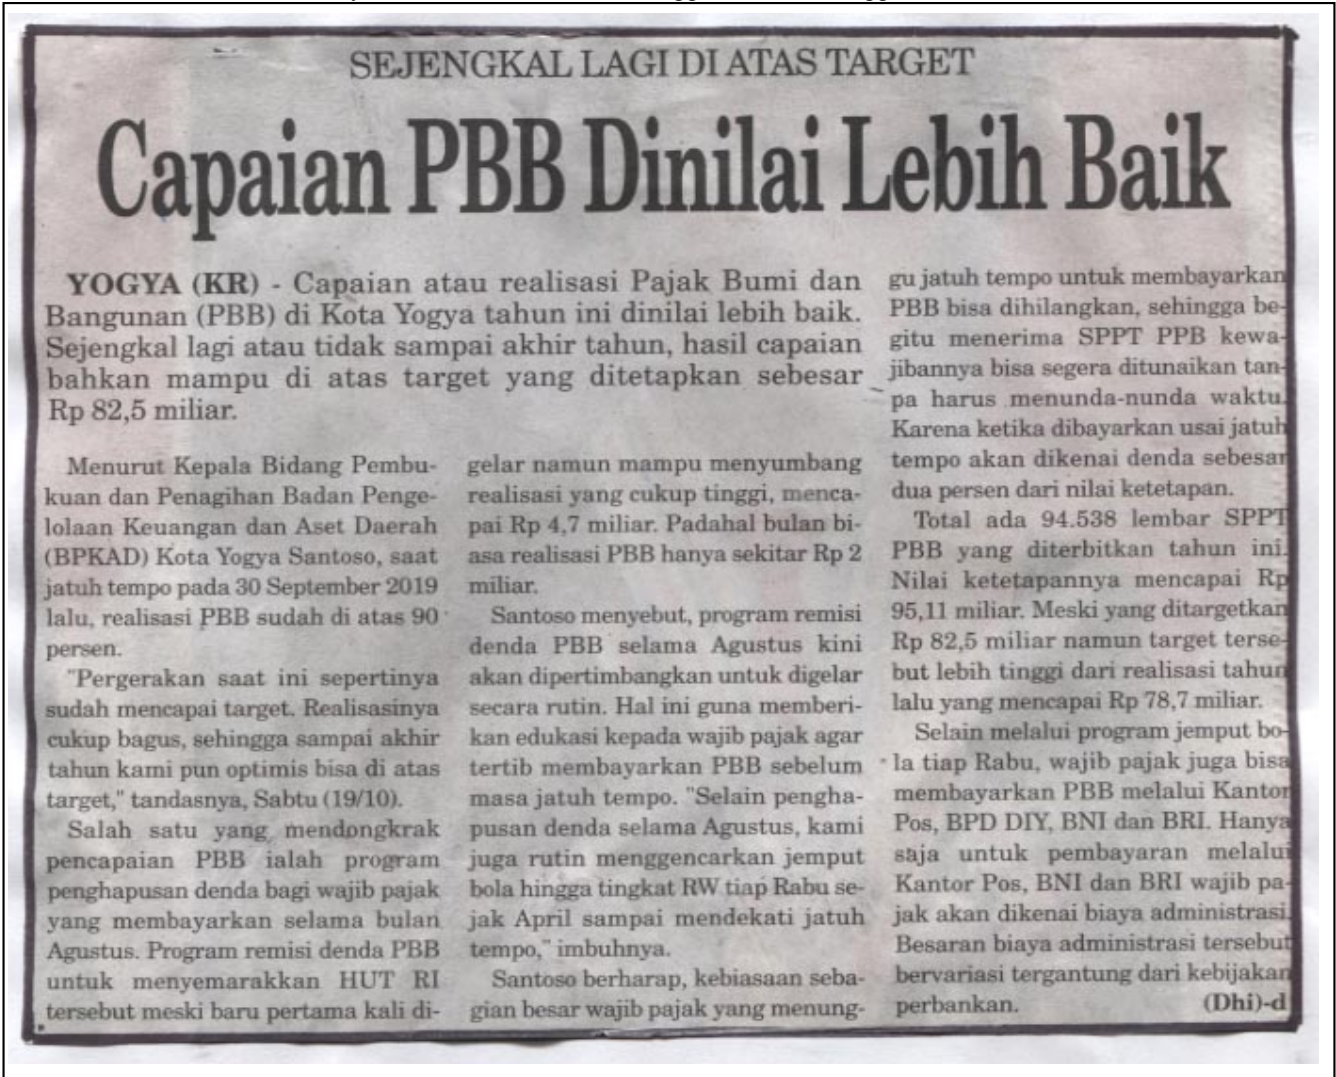 SEJENGKAL LAGI DI ATAS TARGET
Capaian PBB Dinilai Lebih Baik
YOGYA (KR) - Capaian atau realisasi Pajak Bumi dan
Bangunan (PBB) di Kota Yogya tahun ini dinilai lebih baik.
Sejengkal lagi atau tidak sampai akhir tahun, hasil capaian
bahkan mampu di atas target yang ditetapkan sebesar
Rp 82,5 miliar.
Menurut Kepala Bidang Pembu-
kuan dan Penagihan Badan Penge-
lolaan Keuangan dan Aset Daerah
(BPKAD) Kota Yogya Santoso, saat
jatuh tempo pada 30 September 2019
lalu, realisasi PBB sudah di atas 90
persen.
"Pergerakan saat ini sepertinya
sudah mencapai target. Realisasinya
cukup bagus, sehingga sampai akhir
tahun kami pun optimis bisa di atas
target," tandasnya, Sabtu (19/10).
Salah satu yang mendongkrak
pencapaian PBB ialah program
penghapusan denda bagi wajib pajak
yang membayarkan selama bulan
Agustus. Program remisi denda PBB
untuk menyemarakkan HUT RI
tersebut meski baru pertama kali di-
gelar namun mampu menyumbang
realisasi yang cukup tinggi, menca-
pai Rp 4,7 miliar. Padahal bulan bi-
asa realisasi PBB hanya sekitar Rp 2
miliar.
Santoso menyebut, program remisi
denda PBB selama Agustus kini
akan dipertimbangkan untuk digelar
secara rutin. Hal ini guna memberi-
kan edukasi kepada wajib pajak agar
tertib membayarkan PBB sebelum
masa jatuh tempo. "Selain pengha-
pusan denda selama Agustus, kami
juga rutin menggencarkan jemput
bola hingga tingkat RW tiap Rabu se-
jak April sampai mendekati jatuh
tempo," imbuhnya.
Santoso berharap, kebiasaan seba-
gian besar wajib pajak yang menung-
gu jatuh tempo untuk membayarkan
PBB bisa dihilangkan, sehingga be-
gitu menerima SPPT PPB kewa-
jibannya bisa segera ditunaikan tan-
pa harus menunda-nunda waktu.
Karena ketika dibayarkan usai jatuh
tempo akan dikenai denda sebesar
dua persen dari nilai ketetapan.
Total ada 94.538 lembar SPPT
PBB yang diterbitkan tahun ini.
Nilai ketetapannya mencapai Rp
95,11 miliar. Meski yang ditargetkan
Rp 82,5 miliar namun target terse-
but lebih tinggi dari realisasi tahun
lalu yang mencapai Rp 78,7 miliar.
Selain melalui program jemput bo-
la tiap Rabu, wajib pajak juga bisa
membayarkan PBB melalui Kantor
Pos, BPD DIY, BNI dan BRI. Hanya
saja untuk pembayaran melalui
Kantor Pos, BNI dan BRI wajib pa-
jak akan dikenai biaya administrasi.
Besaran biaya administrasi tersebut
bervariasi tergantung dari kebijakan
perbankan. (Dhi)-d